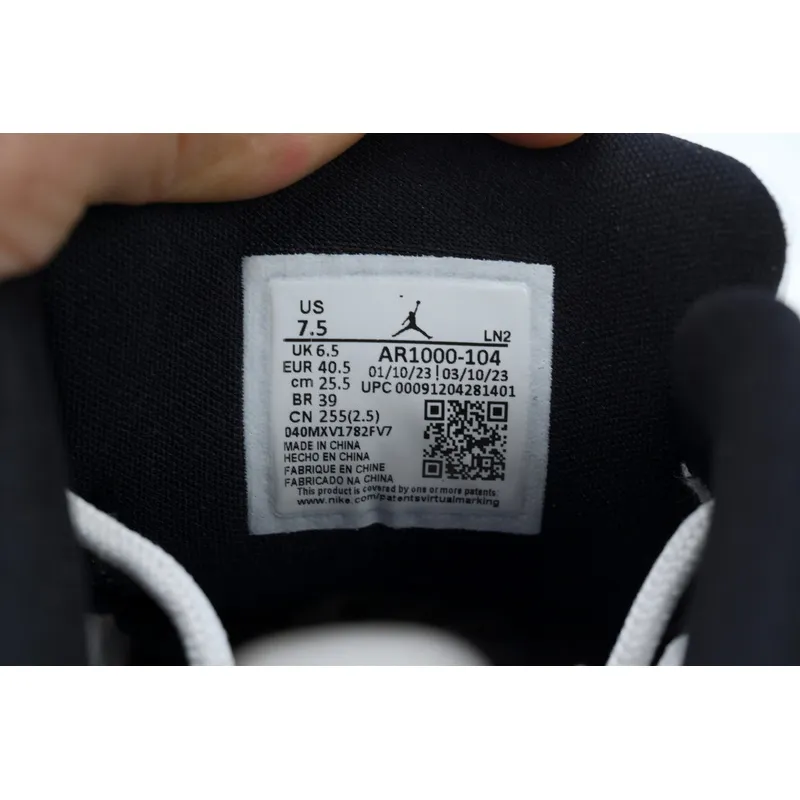 US
7.5
LN2
UK 6.5
AR1000-104
EUR 40.5
01/10/23 | 03/10/23
cm 25.5
UPC 00091204281401
BR 39
CN 255(2.5)
040MXV1782FV7
MADE IN CHINA
HECHO EN CHINA
FABRIQUE EN CHINE
FABRICADO NA CHINA
This product is covered by one or more patents:
www.nike.com/patentsvirtualmarking